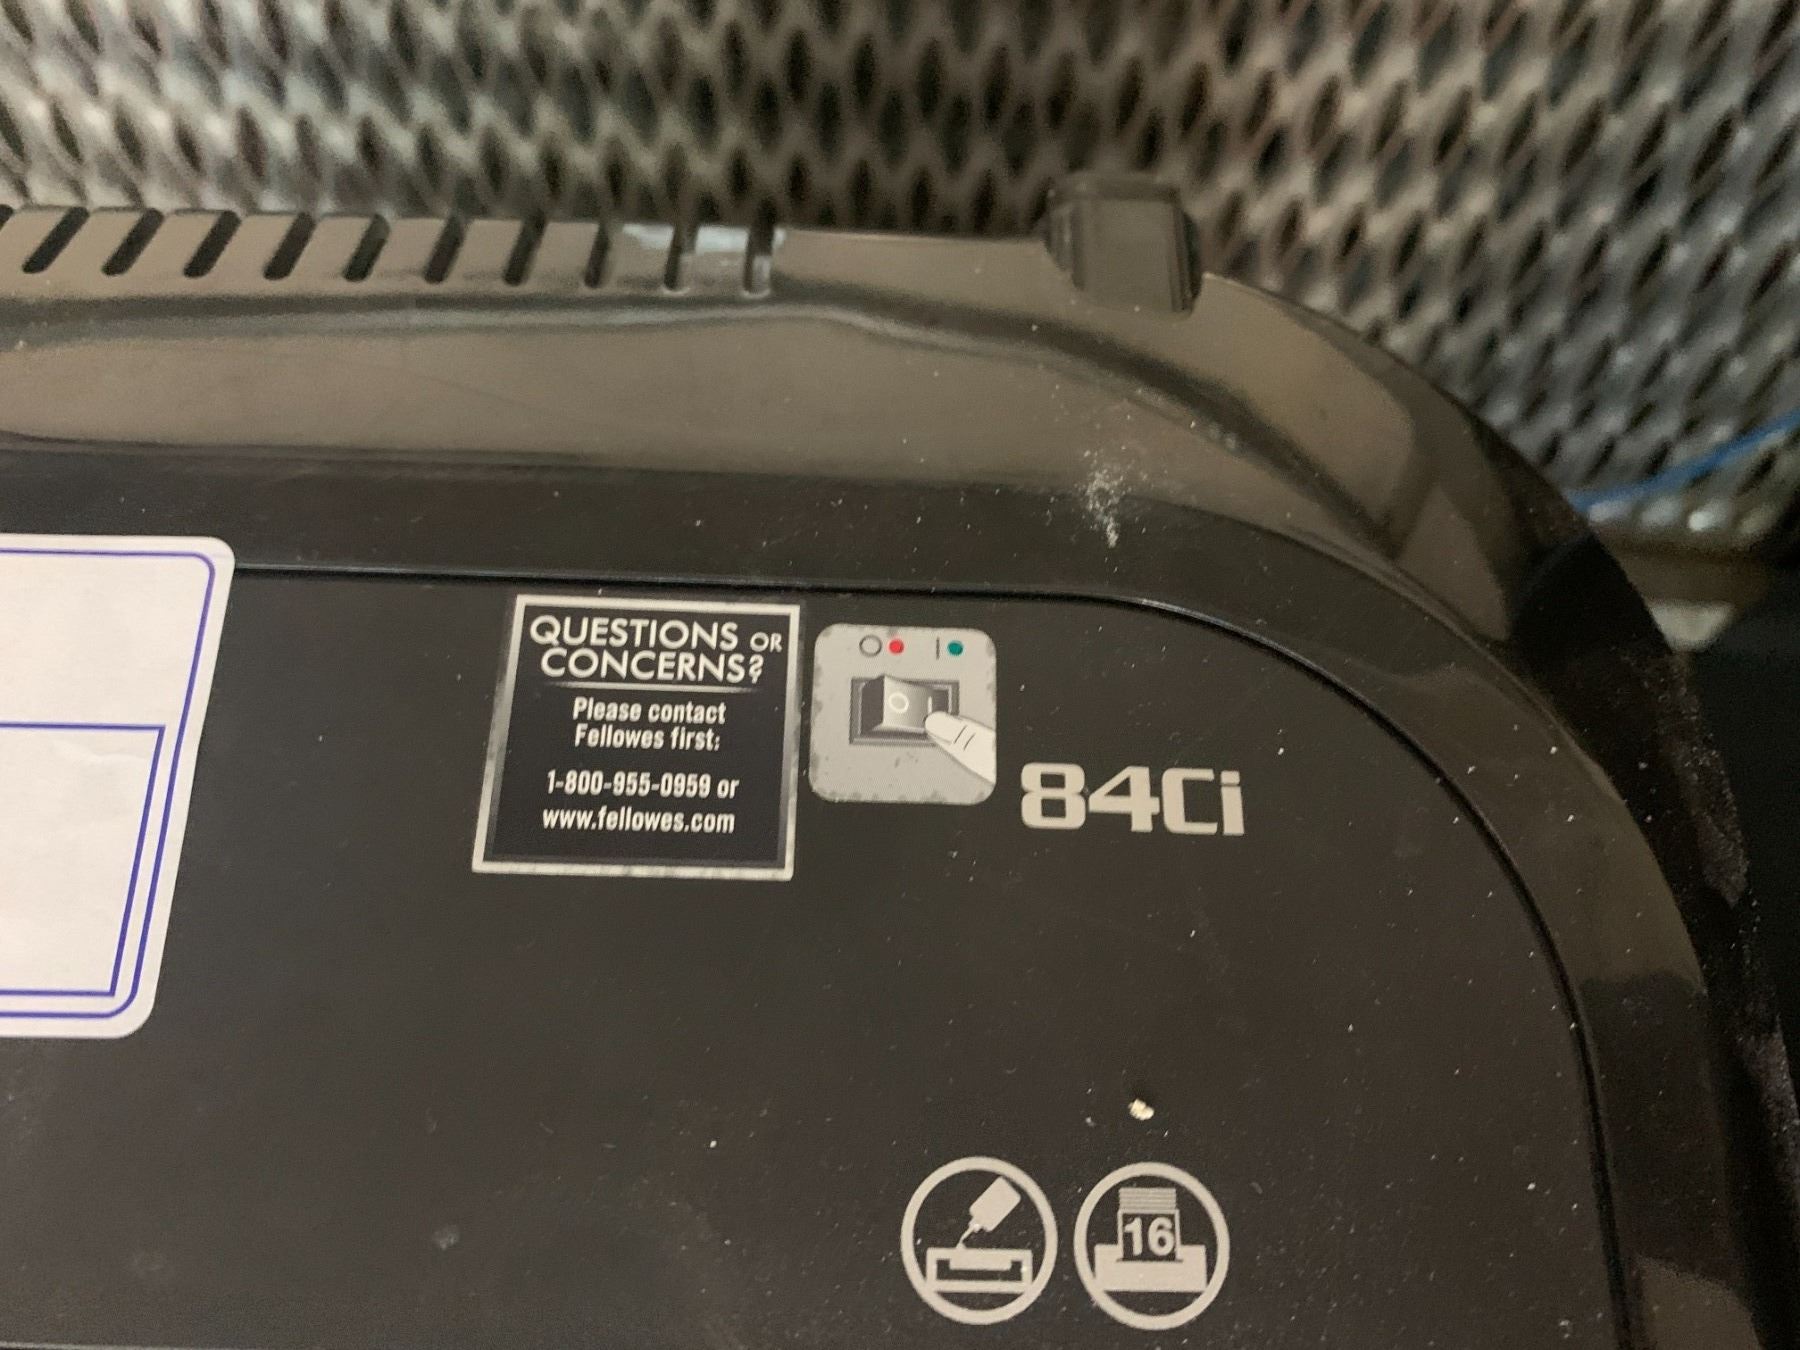 QUESTIONS OR
CONCERNS?
Please contact
Fellowes first:
1-800-955-0959 or
www.fellowes.com
84Ci
16